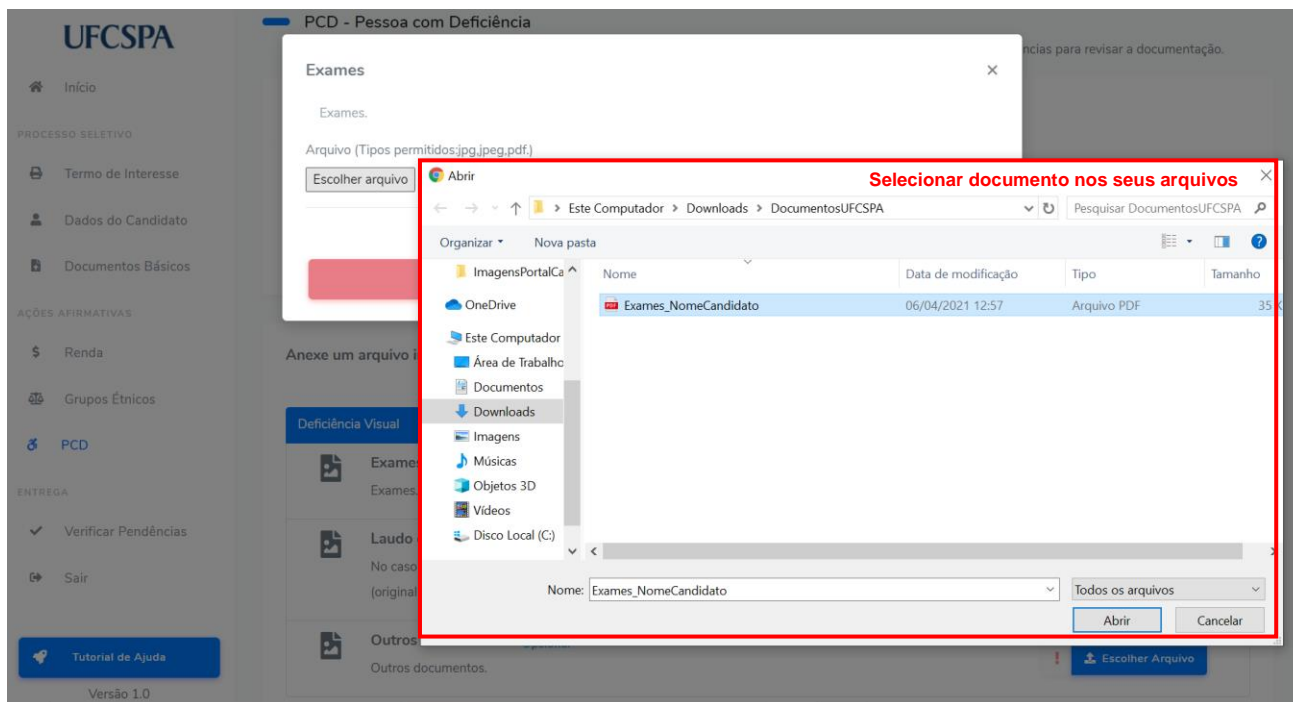 UFCSPA
Início
PROCESSO SELETIVO
Termo de Interesse
Dados do Candidato
Documentos Básicos
AÇÕES AFIRMATIVAS
Renda
Grupos Étnicos
PCD
ENTREGA
Verificar Pendências
Sair
Tutorial de Ajuda
Versão 1.0
PCD - Pessoa com Deficiência
para revisar a documentação.
Exames
Exames.
Arquivo (Tipos permitidos:jpg,jpeg,pdf.)
Escolher arquivo
Anexe um arquivo
Deficiência Visual
Exames
Exames.
Laudo
No caso
(original
Outros
Outros documentos.
Escolher Arquivo
Abrir
Selecionar documento nos seus arquivos
Este Computador > Downloads > DocumentosUFCSPA
Pesquisar DocumentosUFCSPA
Organizar
Nova pasta
Nome
Data de modificação
Tipo
Tamanho
ImagensPortalCa
OneDrive
Este Computador
Área de Trabalho
Documentos
Downloads
Imagens
Músicas
Objetos 3D
Vídeos
Disco Local (C:)
Exames_NomeCandidato 06/04/2021 12:57 Arquivo PDF 35 K
Nome: Exames_NomeCandidato
Todos os arquivos
Abrir
Cancelar